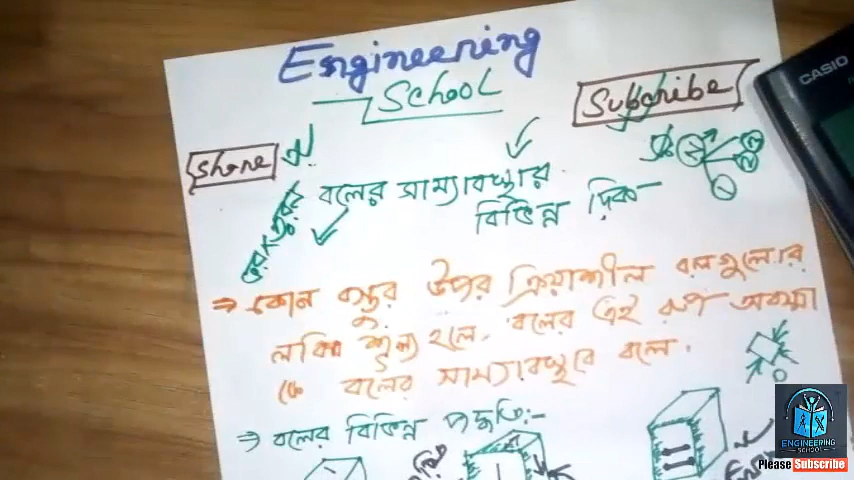 Engineering
School
Subscribe
CASIO
Share
বলের সাম্যাবস্থার
বিভিন্ন দিক
⇒ কোন বস্তুর উপর ক্রিয়াশীল বলগুলোর
লব্ধি শূন্য হলে, বলের এই রূপ অবস্থা
কে বলের সাম্যাবস্থা বলে.
⇒ বলের বিভিন্ন পদ্ধতি:-
ENGINEERING
SCHOOL
Please Subscribe